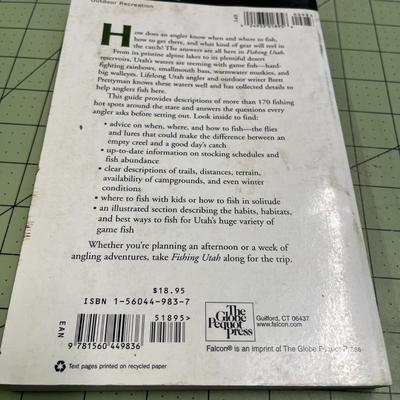 Outdoor Recreation
How does an angler know when and where to fish,
how to get there, and what kind of gear will reel in
the catch? The answers are all here in Fishing Utah.
From its pristine alpine lakes to its plentiful desert
reservoirs, Utah's waters are teeming with game fish—hard-
fighting rainbows, smallmouth bass, warmwater muskies, and
big walleyes. Lifelong Utah angler and outdoor writer Brett
Prettyman knows these waters well and has collected details to
help anglers fish here.
This guide provides descriptions of more than 170 fishing
hot spots around the state and answers the questions every
angler asks before setting out. Look inside to find:
• advice on when, where, and how to fish—the flies
and lures that could make the difference between an
empty creel and a good day's catch
• up-to-date information on stocking schedules and
fish abundance
• clear descriptions of trails, distances, terrain,
availability of campgrounds, and even winter
conditions
• where to fish with kids or how to fish in solitude
• an illustrated section describing the habits, habitats,
and best ways to fish for Utah's huge variety of
game fish
Whether you're planning an afternoon or a week of
angling adventures, take Fishing Utah along for the trip.
$18.95
ISBN 1-56044-983-7
51895>
EAN
9 781560 449836
The
Globe
Pequot
Press
Guilford, CT 06437
www.falcon.com
Falcon® is an imprint of The Globe Pequot Press
Text pages printed on recycled paper